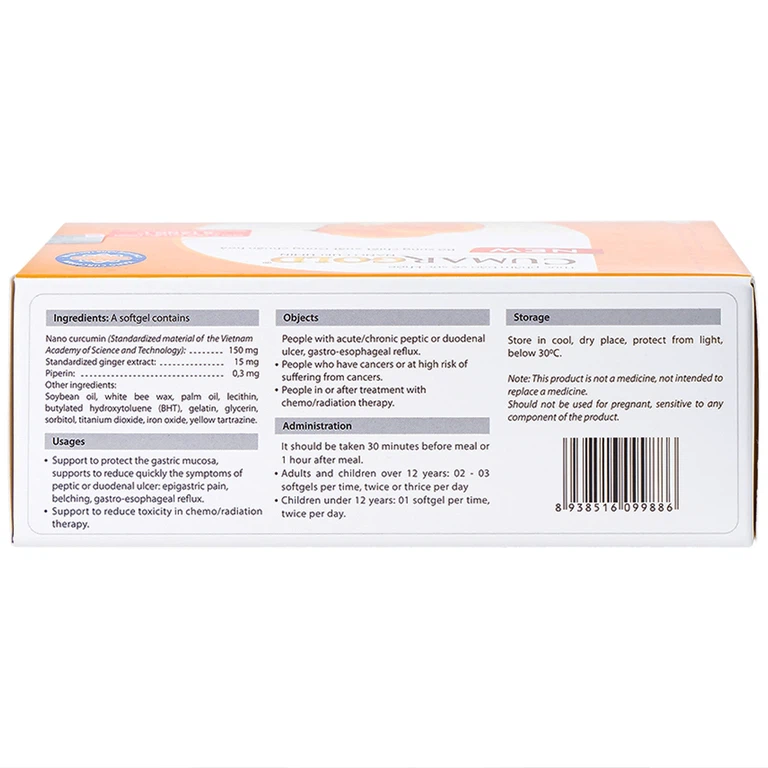 NEW
CUMARGOLD
Ingredients: A softgel contains
Nano curcumin (Standardized material of the Vietnam
Academy of Science and Technology): .......... 150 mg
Standardized ginger extract: .......... 15 mg
Piperin: .......... 0,3 mg
Other ingredients:
Soybean oil, white bee wax, palm oil, lecithin,
butylated hydroxytoluene (BHT), gelatin, glycerin,
sorbitol, titanium dioxide, iron oxide, yellow tartrazine.
Usages
• Support to protect the gastric mucosa,
supports to reduce quickly the symptoms of
peptic or duodenal ulcer: epigastric pain,
belching, gastro-esophageal reflux.
• Support to reduce toxicity in chemo/radiation
therapy.
Objects
People with acute/chronic peptic or duodenal
ulcer, gastro-esophageal reflux.
• People who have cancers or at high risk of
suffering from cancers.
• People in or after treatment with
chemo/radiation therapy.
Administration
It should be taken 30 minutes before meal or
1 hour after meal.
• Adults and children over 12 years: 02 - 03
softgels per time, twice or thrice per day
• Children under 12 years: 01 softgel per time,
twice per day.
Storage
Store in cool, dry place, protect from light,
below 30ºC.
Note: This product is not a medicine, not intended to
replace a medicine.
Should not be used for pregnant, sensitive to any
component of the product.
8 938516 099886